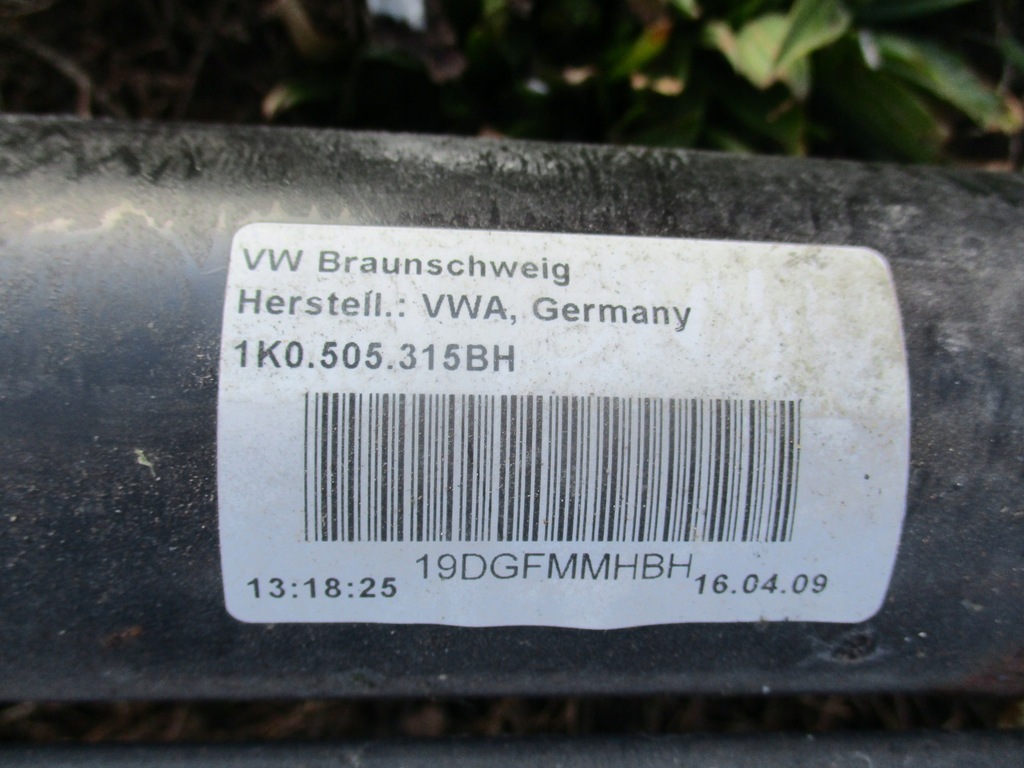 VW Braunschweig
Herstell.: VWA, Germany
1K0.505.315BH
19DGFMMHBH
13:18:25 16.04.09